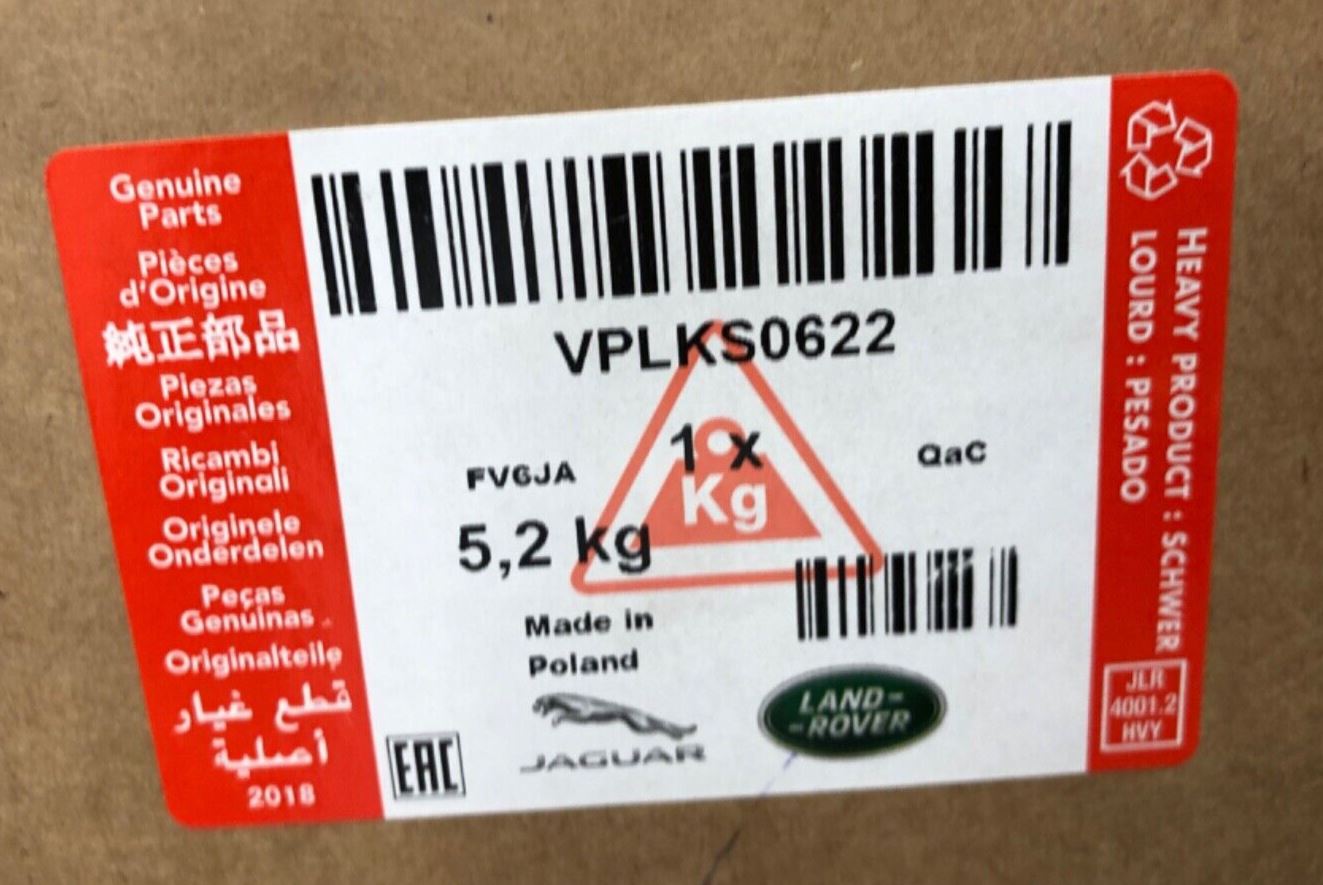 Genuine
Parts
Pièces
d'Origine
純正部品
Piezas
Originales
Ricambi
Originali
Originele
Onderdelen
Peças
Genuínas
Originalteile
قطع غيار
أصلية
2018
VPLKS0622
1 x
Kg
FV6JA
QaC
5,2 kg
Made in
Poland
JAGUAR
LAND-
-ROVER
EAC
HEAVY PRODUCT : SCHWER
LOURD : PESADO
JLR
4001.2
HVY